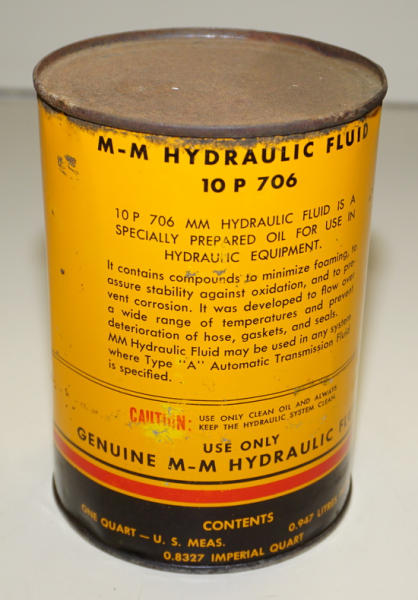 M-M HYDRAULIC FLUID
10 P 706
10 P 706 MM HYDRAULIC FLUID IS A
SPECIALLY PREPARED OIL FOR USE IN
HYDRAULIC EQUIPMENT.
It contains compounds to minimize foaming, to
assure stability against oxidation, and to pre-
vent corrosion. It was developed to flow over
a wide range of temperatures and prevent
deterioration of hose, gaskets, and seals.
MM Hydraulic Fluid may be used in any system
where Type "A" Automatic Transmission Fluid
is specified.
CAUTION: USE ONLY CLEAN OIL AND ALWAYS
KEEP THE HYDRAULIC SYSTEM CLEAN.
USE ONLY
GENUINE M-M HYDRAULIC FLU
CONTENTS
ONE QUART — U. S. MEAS. 0.947 LITRES
0.8327 IMPERIAL QUART